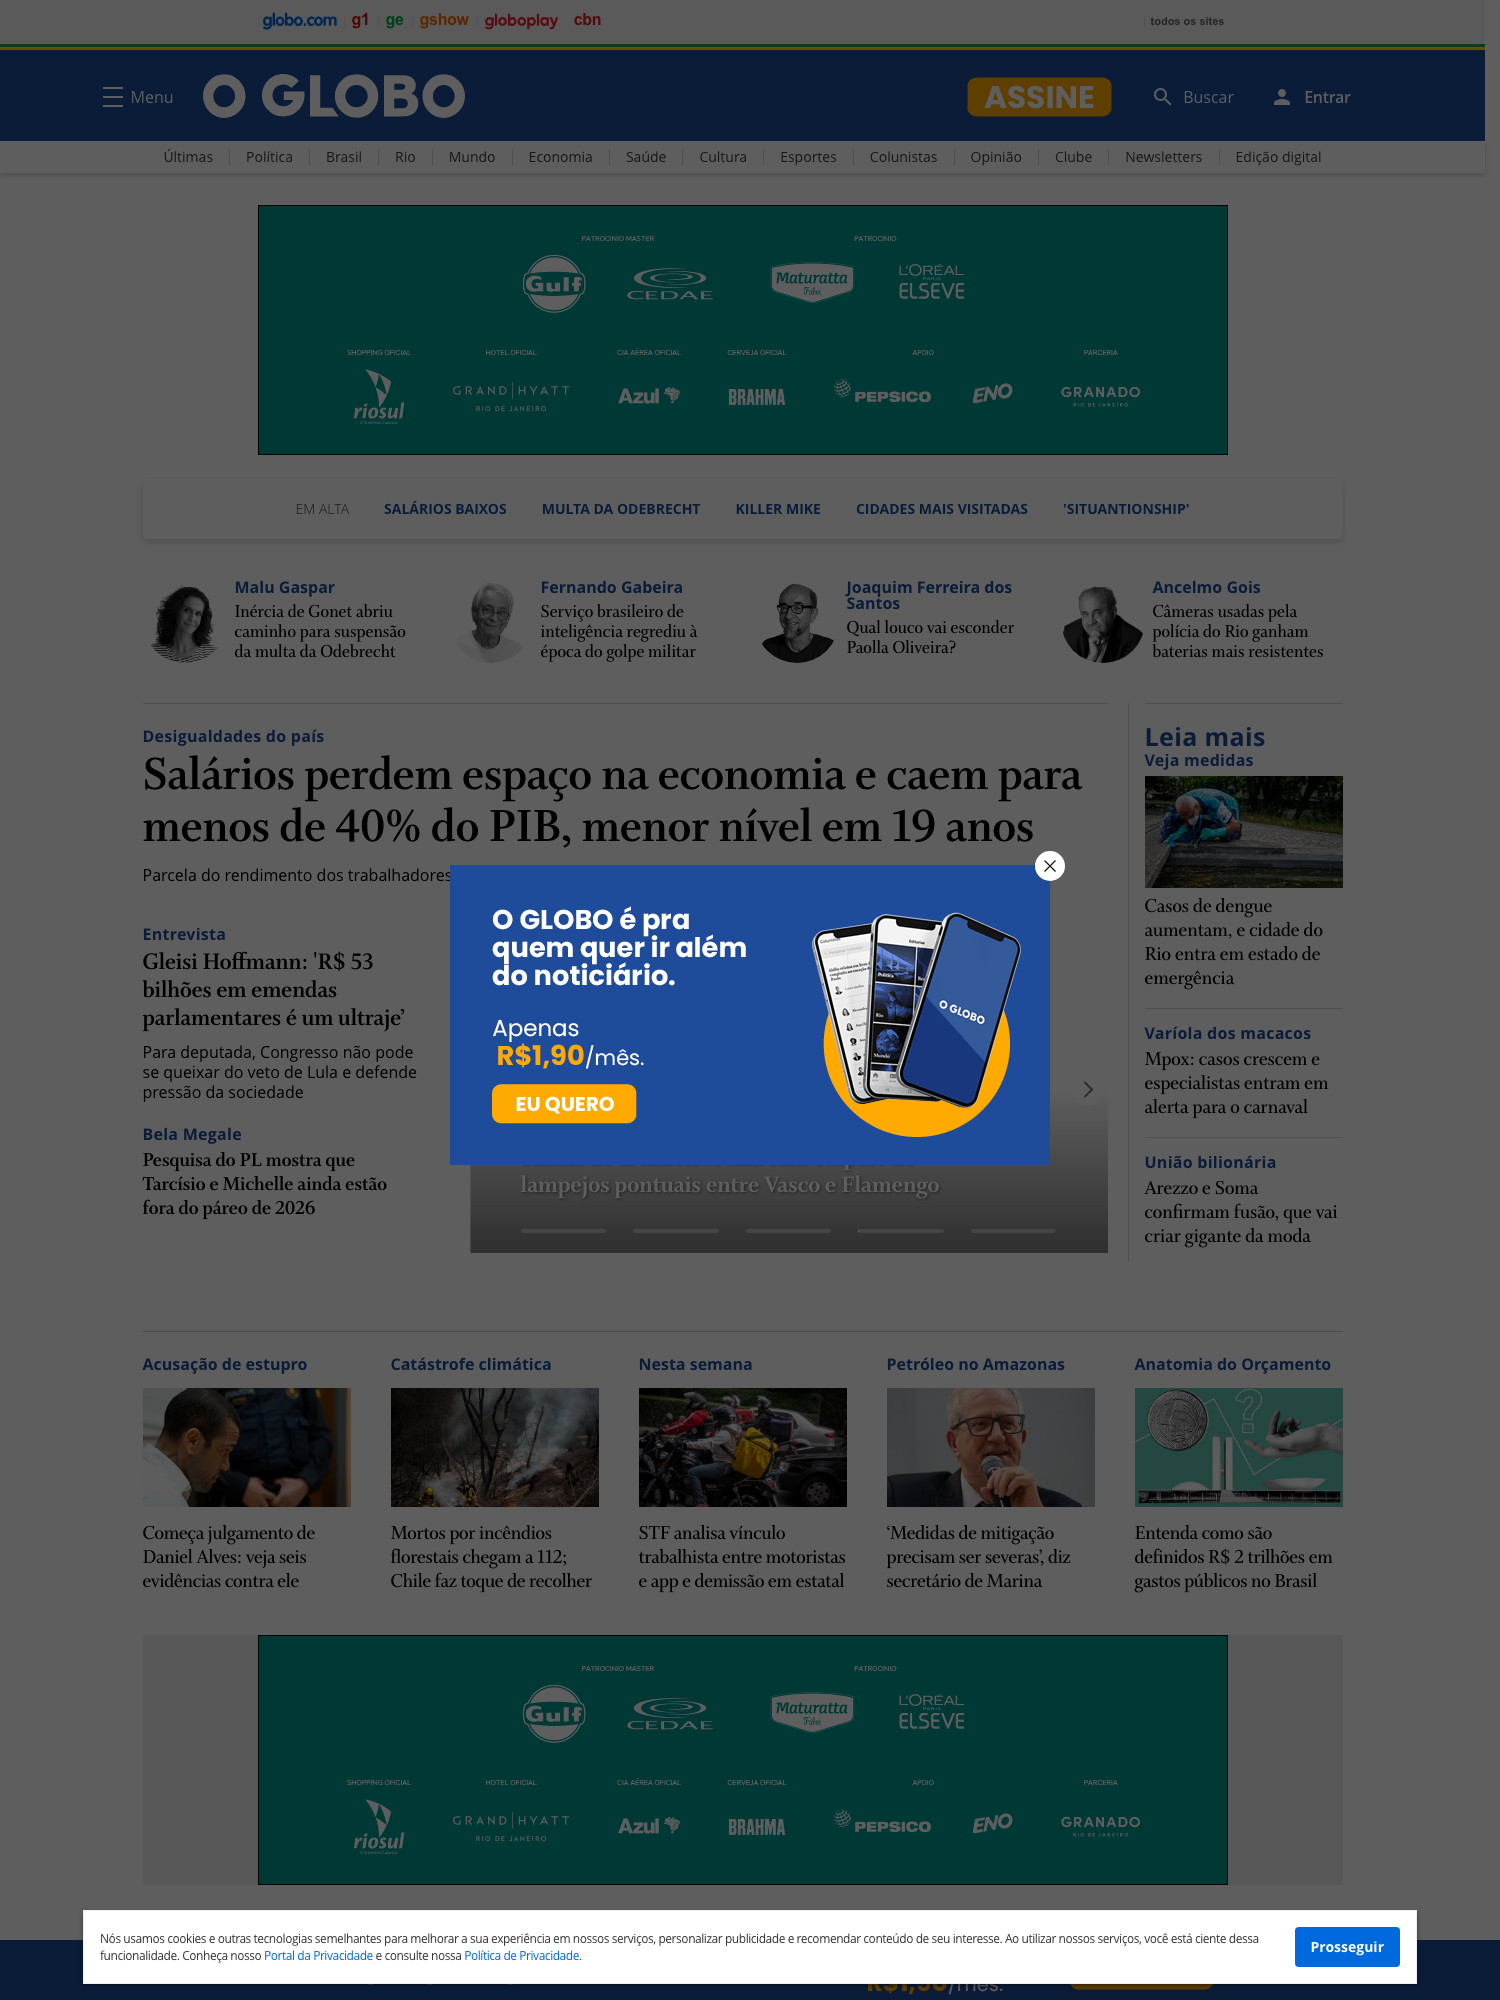 globo.com g1 ge gshow globoplay cbn todos os sites
Menu O GLOBO ASSINE Buscar Entrar
Últimas Política Brasil Rio Mundo Economia Saúde Cultura Esportes Colunistas Opinião Clube Newsletters Edição digital
PATROCINIO MASTER PATROCINIO
Gulf CEDAE Maturatta Friboi L'ORÉAL PARIS ELSEVE
SHOPPING OFICIAL HOTEL OFICIAL CIA AÉREA OFICIAL CERVEJA OFICIAL APOIO PARCERIA
riosul GRAND HYATT RIO DE JANEIRO Azul BRAHMA PEPSICO ENO GRANADO RIO DE JANEIRO
EM ALTA SALÁRIOS BAIXOS MULTA DA ODEBRECHT KILLER MIKE CIDADES MAIS VISITADAS 'SITUANTIONSHIP'
Malu Gaspar
Inércia de Gonet abriu
caminho para suspensão
da multa da Odebrecht
Fernando Gabeira
Serviço brasileiro de
inteligência regrediu à
época do golpe militar
Joaquim Ferreira dos
Santos
Qual louco vai esconder
Paolla Oliveira?
Ancelmo Gois
Câmeras usadas pela
polícia do Rio ganham
baterias mais resistentes
Desigualdades do país
Salários perdem espaço na economia e caem para
menos de 40% do PIB, menor nível em 19 anos
Parcela do rendimento dos trabalhadores
Entrevista
Gleisi Hoffmann: 'R$ 53
bilhões em emendas
parlamentares é um ultraje’
Para deputada, Congresso não pode
se queixar do veto de Lula e defende
pressão da sociedade
Bela Megale
Pesquisa do PL mostra que
Tarcísio e Michelle ainda estão
fora do páreo de 2026
O GLOBO é pra
quem quer ir além
do noticiário.
Apenas
R$1,90/mês.
EU QUERO
Editorias
Política
Rio
Mundo
O GLOBO
lampejos pontuais entre Vasco e Flamengo
Leia mais
Veja medidas
Casos de dengue
aumentam, e cidade do
Rio entra em estado de
emergência
Varíola dos macacos
Mpox: casos crescem e
especialistas entram em
alerta para o carnaval
União bilionária
Arezzo e Soma
confirmam fusão, que vai
criar gigante da moda
Acusação de estupro
Começa julgamento de
Daniel Alves: veja seis
evidências contra ele
Catástrofe climática
Mortos por incêndios
florestais chegam a 112;
Chile faz toque de recolher
Nesta semana
STF analisa vínculo
trabalhista entre motoristas
e app e demissão em estatal
Petróleo no Amazonas
‘Medidas de mitigação
precisam ser severas’, diz
secretário de Marina
Anatomia do Orçamento
Entenda como são
definidos R$ 2 trilhões em
gastos públicos no Brasil
PATROCINIO MASTER PATROCINIO
Gulf CEDAE Maturatta Friboi L'ORÉAL PARIS ELSEVE
SHOPPING OFICIAL HOTEL OFICIAL CIA AÉREA OFICIAL CERVEJA OFICIAL APOIO PARCERIA
riosul GRAND HYATT RIO DE JANEIRO Azul BRAHMA PEPSICO ENO GRANADO RIO DE JANEIRO
Nós usamos cookies e outras tecnologias semelhantes para melhorar a sua experiência em nossos serviços, personalizar publicidade e recomendar conteúdo de seu interesse. Ao utilizar nossos serviços, você está ciente dessa
funcionalidade. Conheça nosso Portal da Privacidade e consulte nossa Política de Privacidade.
Prosseguir
R$1,90/mês.